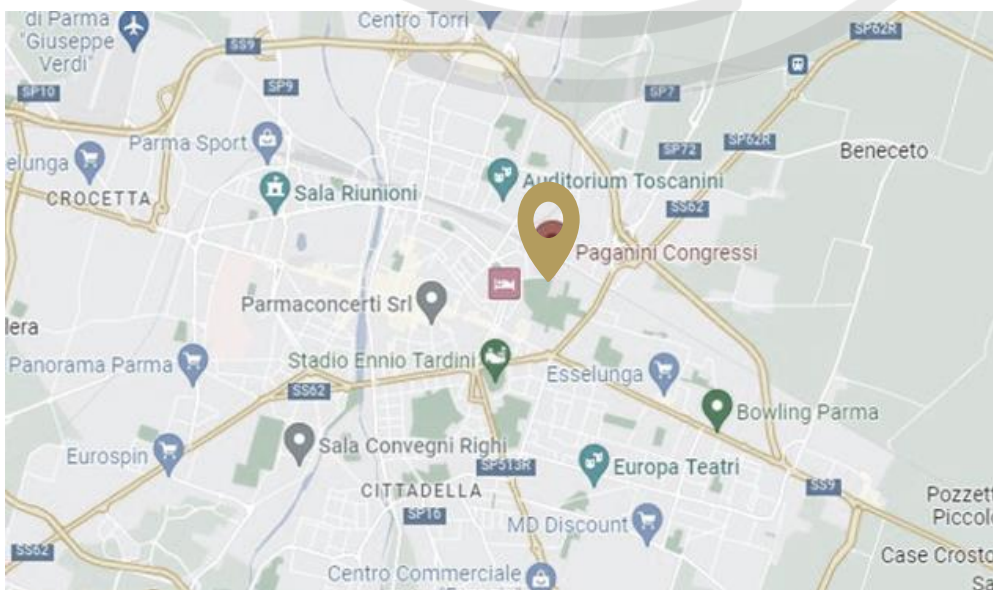 di Parma
"Giuseppe
Verdi"
Centro Torri
SS9
SP62R
SP10
SP9
SP7
Parma Sport
SP62R
SP72
Beneceto
elunga
CROCETTA
Sala Riunioni
Auditorium Toscanini
SS62
Paganini Congressi
Parmaconcerti Srl
lera
Panorama Parma
Stadio Ennio Tardini
Esselunga
SS62
Bowling Parma
Eurospin
Sala Convegni Righi
SP513R
Europa Teatri
CITTADELLA
SS9
SP16
MD Discount
Pozzett
Piccolo
SS62
Case Crosto
Centro Commerciale
Sa